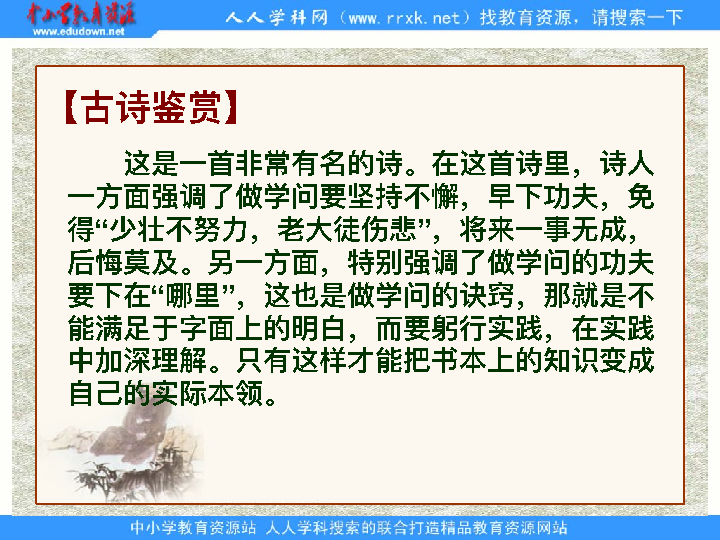 中小学教育资源
www.edudown.net
人人学科网（www.rrxk.net）找教育资源，请搜索一下
【古诗鉴赏】
这是一首非常有名的诗。在这首诗里，诗人
一方面强调了做学问要坚持不懈，早下功夫，免
得“少壮不努力，老大徒伤悲”，将来一事无成，
后悔莫及。另一方面，特别强调了做学问的功夫
要下在“哪里”，这也是做学问的诀窍，那就是不
能满足于字面上的明白，而要躬行实践，在实践
中加深理解。只有这样才能把书本上的知识变成
自己的实际本领。
中小学教育资源站 人人学科搜索的联合打造精品教育资源网站